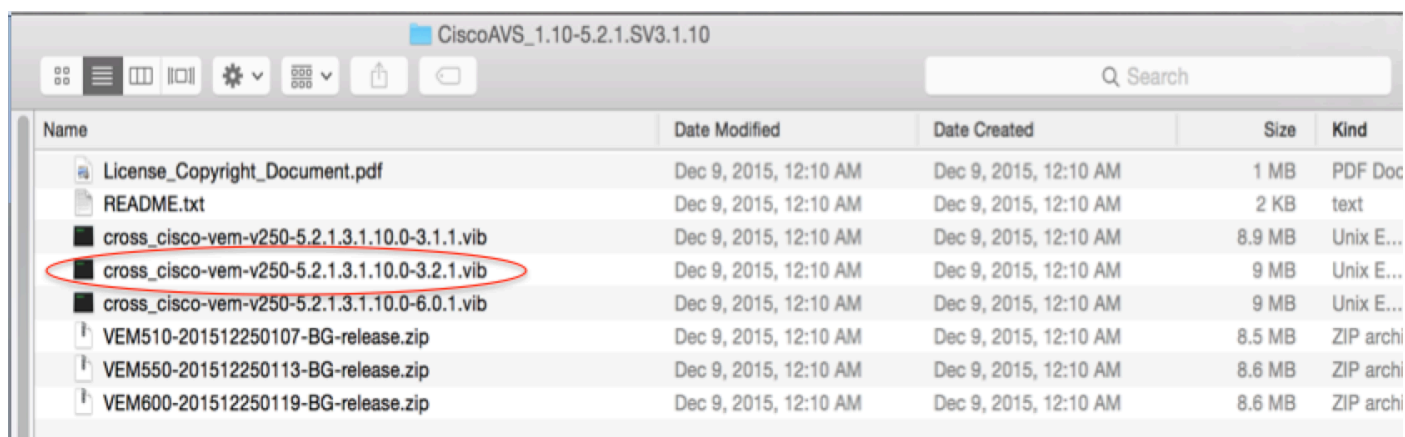 CiscoAVS_1.10-5.2.1.SV3.1.10
Search
Name Date Modified Date Created Size Kind
License_Copyright_Document.pdf Dec 9, 2015, 12:10 AM Dec 9, 2015, 12:10 AM 1 MB PDF Doc
README.txt Dec 9, 2015, 12:10 AM Dec 9, 2015, 12:10 AM 2 KB text
cross_cisco-vem-v250-5.2.1.3.1.10.0-3.1.1.vib Dec 9, 2015, 12:10 AM Dec 9, 2015, 12:10 AM 8.9 MB Unix E...
cross_cisco-vem-v250-5.2.1.3.1.10.0-3.2.1.vib Dec 9, 2015, 12:10 AM Dec 9, 2015, 12:10 AM 9 MB Unix E...
cross_cisco-vem-v250-5.2.1.3.1.10.0-6.0.1.vib Dec 9, 2015, 12:10 AM Dec 9, 2015, 12:10 AM 9 MB Unix E...
VEM510-201512250107-BG-release.zip Dec 9, 2015, 12:10 AM Dec 9, 2015, 12:10 AM 8.5 MB ZIP archi
VEM550-201512250113-BG-release.zip Dec 9, 2015, 12:10 AM Dec 9, 2015, 12:10 AM 8.6 MB ZIP archi
VEM600-201512250119-BG-release.zip Dec 9, 2015, 12:10 AM Dec 9, 2015, 12:10 AM 8.6 MB ZIP archi